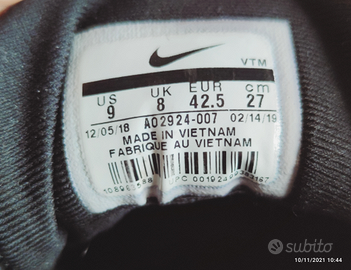 VTM
US UK EUR cm
9 8 42.5 27
12/05/18 AO2924-007 02/14/19
MADE IN VIETNAM
FABRIQUE AU VIETNAM
subito
10/11/2021 10:44